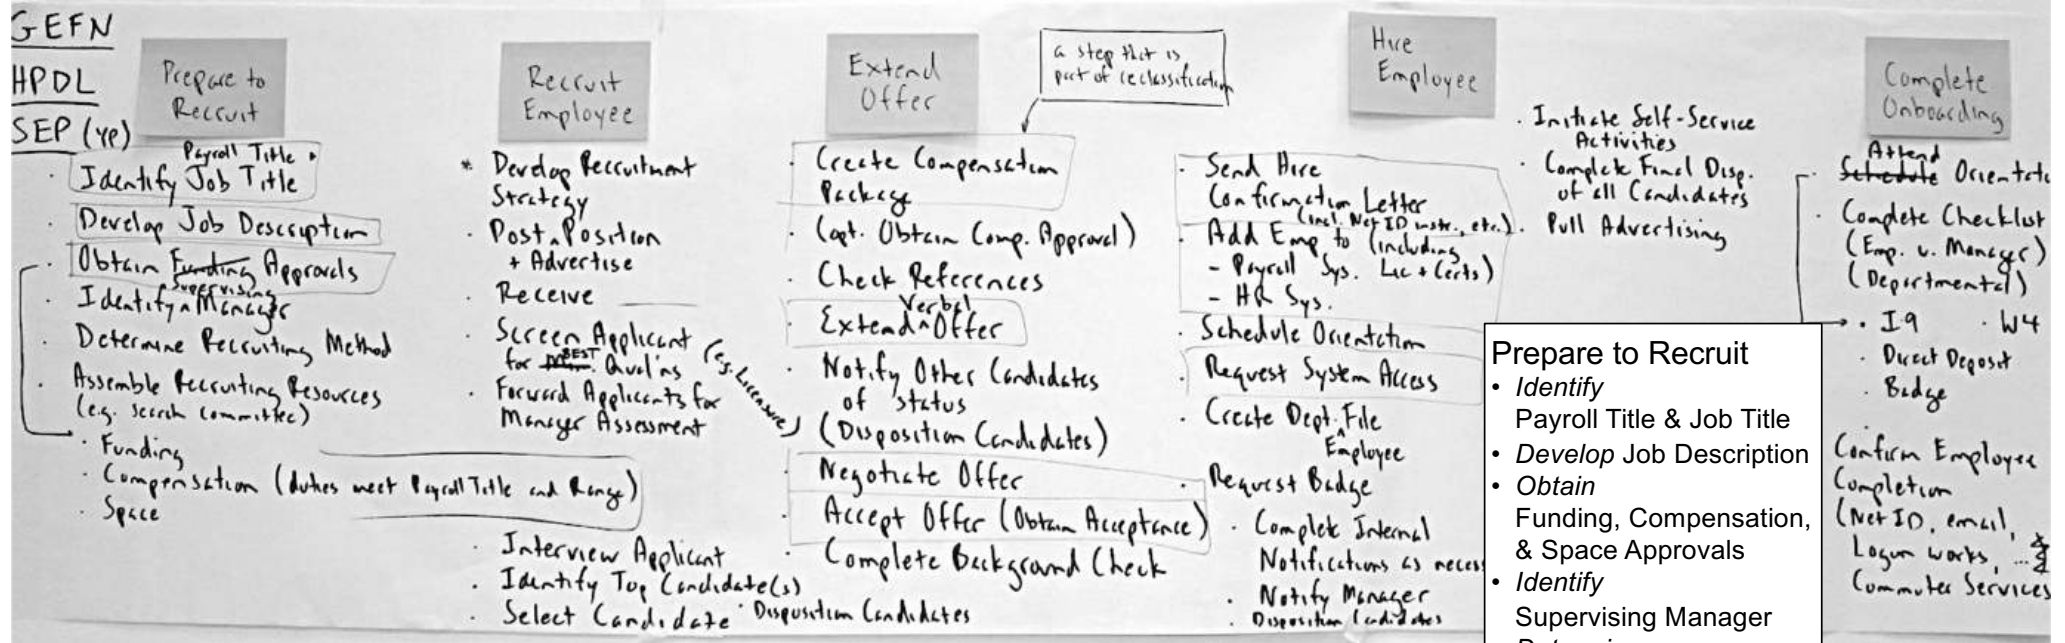 GEFN
HPDL
SEP (YP)
Prepare to
Recruit
Payroll Title •
· Identify Job Title
· Develop Job Description
· Obtain Funding Approvals
Supervising
· Identify ^ Manager
· Determine Recruiting Method
· Assemble Recruiting Resources
(e.g. search committee)
· Funding
· Compensation (duties meet Payroll Title and Range)
· Space
Recruit
Employee
* Develop Recruitment
Strategy
· Post Position
+ Advertise
· Receive
· Screen Applicant
for BEST Qual'ns (e.g. Licensure)
· Forward Applicants for
Manager Assessment
· Interview Applicant
· Identify Top Candidate(s)
· Select Candidate · Disposition Candidates
Extend
Offer
a step that is
part of reclassification
· Create Compensation
Package
· (opt. Obtain Comp. Approval)
· Check References
Verbal
· Extend ^ Offer
· Notify Other Candidates
of status
(Disposition Candidates)
· Negotiate Offer
· Accept Offer (Obtain Acceptance)
· Complete Background Check
Hire
Employee
· Send Hire
Confirmation Letter
(incl. Net ID instr., etc.)
· Add Emp to (including
- Payroll Sys. Lic + Certs)
- HR Sys.
· Schedule Orientation
· Request System Access
· Create Dept. ^ File
Employee
· Request Badge
· Complete Internal
Notifications as neces
· Notify Manager
· Disposition Candidates
· Initiate Self-Service
Activities
· Complete Final Disp.
of all Candidates
· Pull Advertising
Prepare to Recruit
• Identify
Payroll Title & Job Title
• Develop Job Description
• Obtain
Funding, Compensation,
& Space Approvals
• Identify
Supervising Manager
Complete
Onboarding
Attend
· Schedule Orientatio
· Complete Checklist
(Emp. v. Manager)
(Departmental)
· I9 · W4
· Direct Deposit
· Badge
Confirm Employee
Completion
(Net ID, email,
Logon works, ...
Commuter Services